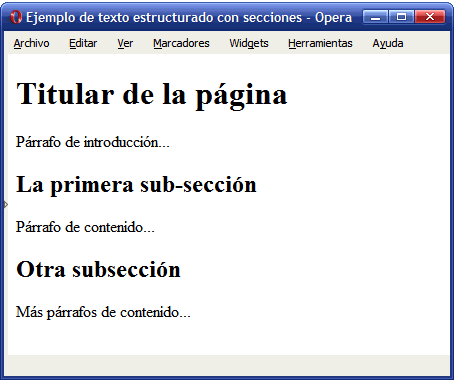 Ejemplo de texto estructurado con secciones - Opera
Archivo Editar Ver Marcadores Widgets Herramientas Ayuda
Titular de la página
Párrafo de introducción...
La primera sub-sección
Párrafo de contenido...
Otra subsección
Más párrafos de contenido...